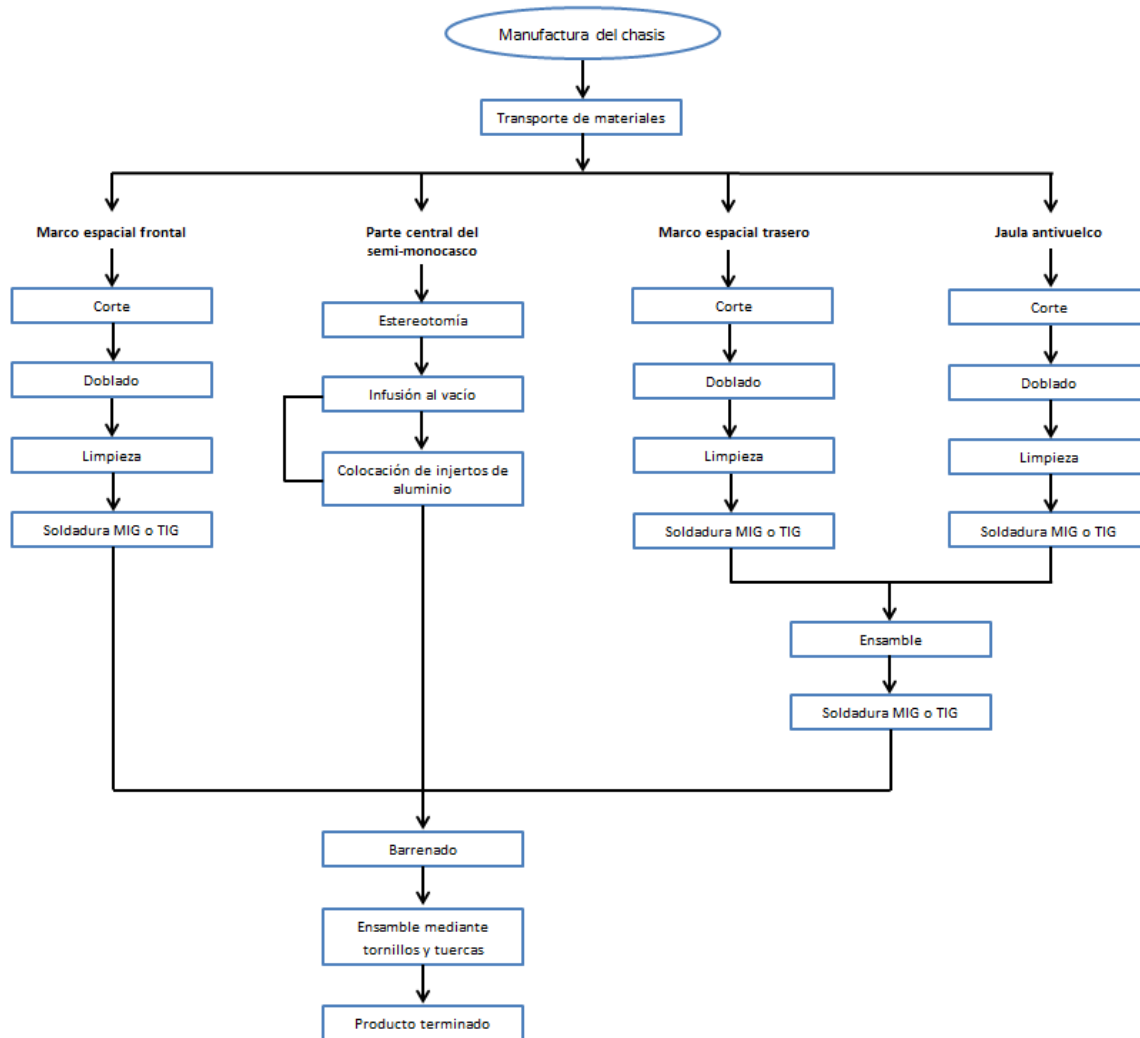 Manufactura del chasis
Transporte de materiales
Marco espacial frontal
Corte
Doblado
Limpieza
Soldadura MIG o TIG
Parte central del
semi-monocasco
Estereotomía
Infusión al vacío
Colocación de injertos de
aluminio
Marco espacial trasero
Corte
Doblado
Limpieza
Soldadura MIG o TIG
Jaula antivuelco
Corte
Doblado
Limpieza
Soldadura MIG o TIG
Ensamble
Soldadura MIG o TIG
Barrenado
Ensamble mediante
tornillos y tuercas
Producto terminado